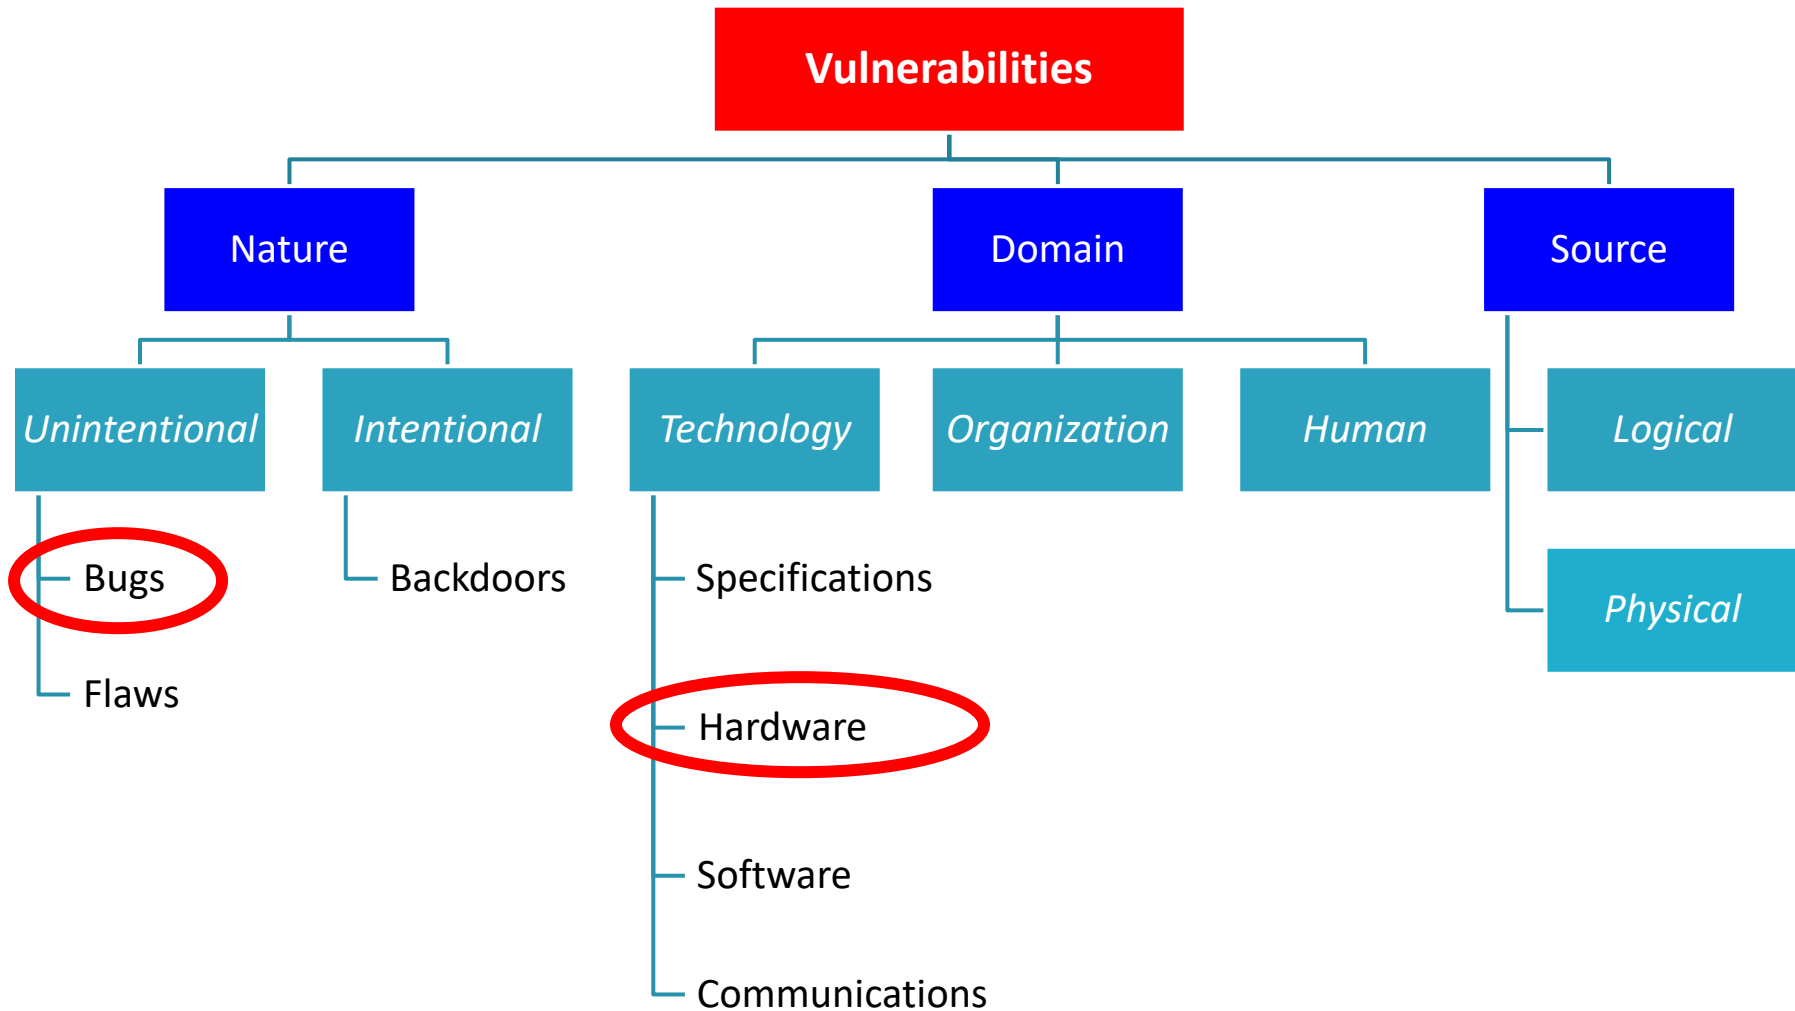 Vulnerabilities
Nature
Domain
Source
Unintentional
Intentional
Technology
Organization
Human
Logical
Bugs
Backdoors
Specifications
Physical
Flaws
Hardware
Software
Communications